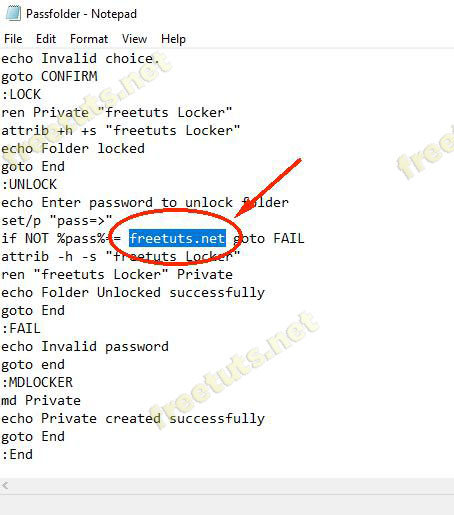 Passfolder - Notepad
File Edit Format View Help
echo Invalid choice.
goto CONFIRM
:LOCK
ren Private "freetuts Locker"
attrib +h +s "freetuts Locker"
echo Folder locked
goto End
:UNLOCK
echo Enter password to unlock folder
set/p "pass=>"
if NOT %pass%== freetuts.net goto FAIL
attrib -h -s "freetuts Locker"
ren "freetuts Locker" Private
echo Folder Unlocked successfully
goto End
:FAIL
echo Invalid password
goto end
:MDLOCKER
md Private
echo Private created successfully
goto End
:End
freetuts.net
freetuts.net
freetuts.net